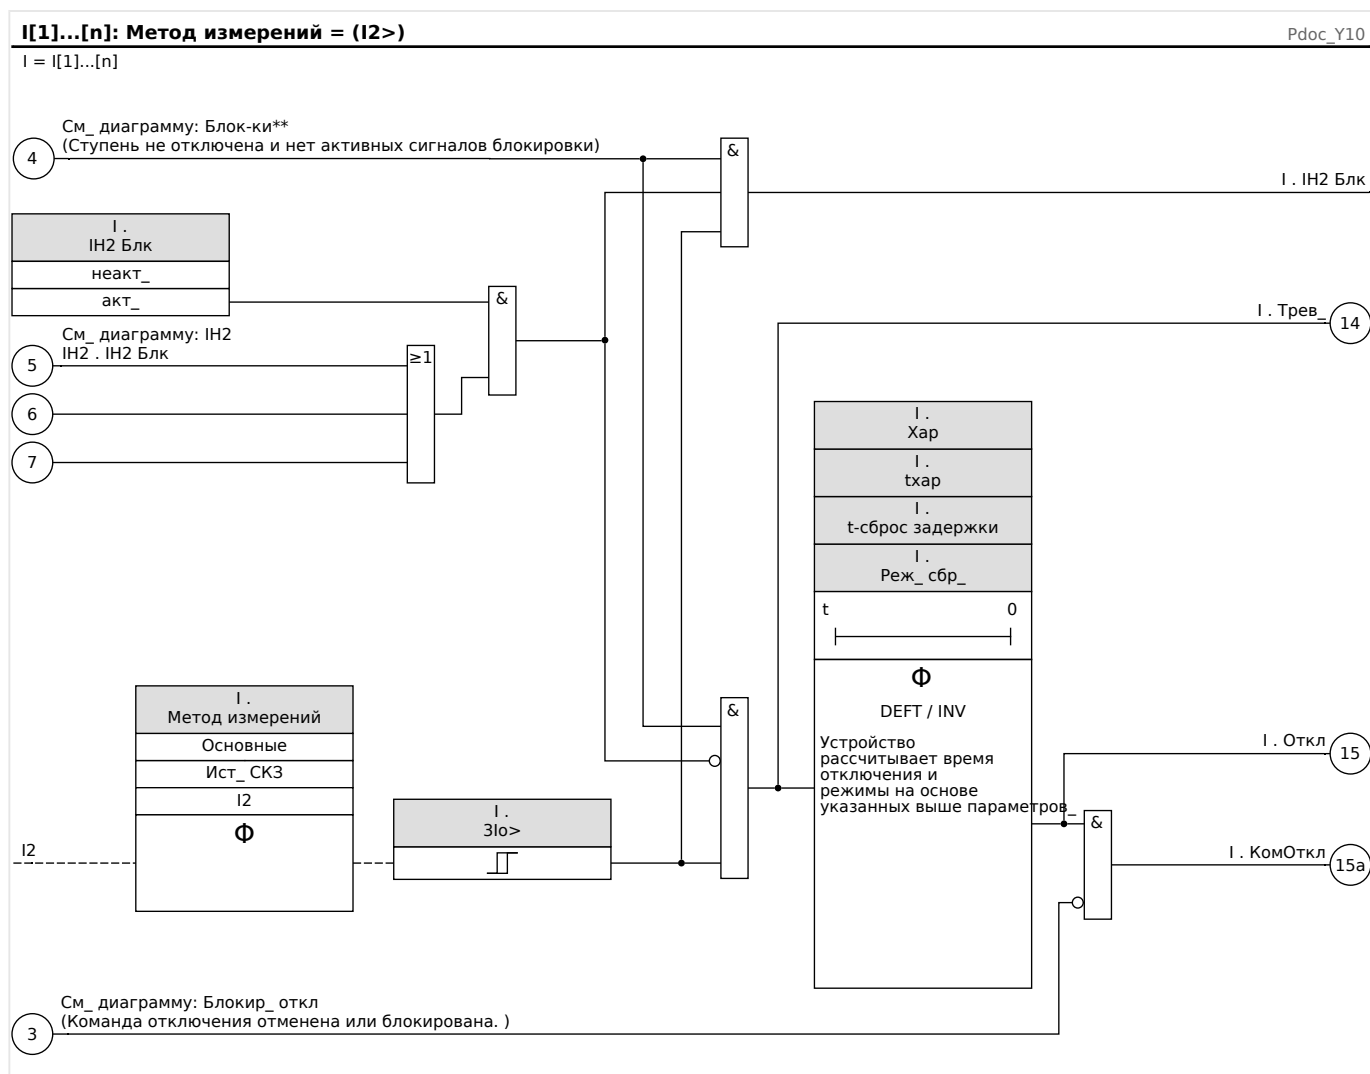 I[1]...[n]: Метод измерений = (I2>)
Pdoc_Y10
I = I[1]...[n]
См_ диаграмму: Блок-ки**
(Ступень не отключена и нет активных сигналов блокировки)
4
&
I . IH2 Блк
I .
IH2 Блк
неакт_
акт_
&
I . Трев_
14
См_ диаграмму: IH2
IH2 . IH2 Блк
5
≥1
6
7
I .
Хар
I .
tхар
I .
t-сброс задержки
I .
Реж_ сбр_
t
0
Ф
DEFT / INV
Устройство
рассчитывает время
отключения и
режимы на основе
указанных выше параметров_
I .
Метод измерений
Основные
Ист_ СКЗ
I2
Ф
I2
I .
3Io>
&
I . Откл
15
&
I . КомОткл
15a
См_ диаграмму: Блокир_ откл
(Команда отключения отменена или блокирована. )
3